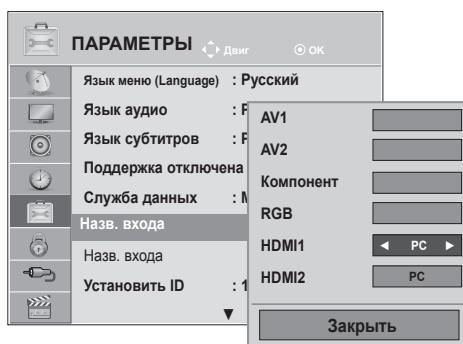 ПАРАМЕТРЫ Двиг OK
Язык меню (Language) : Русский
Язык аудио :
Язык субтитров :
Поддержка отключена
Служба данных :
Назв. входа
Назв. входа
Установить ID : 1
▼
AV1
AV2
Компонент
RGB
HDMI1 ◄ PC ►
HDMI2 PC
Закрыть